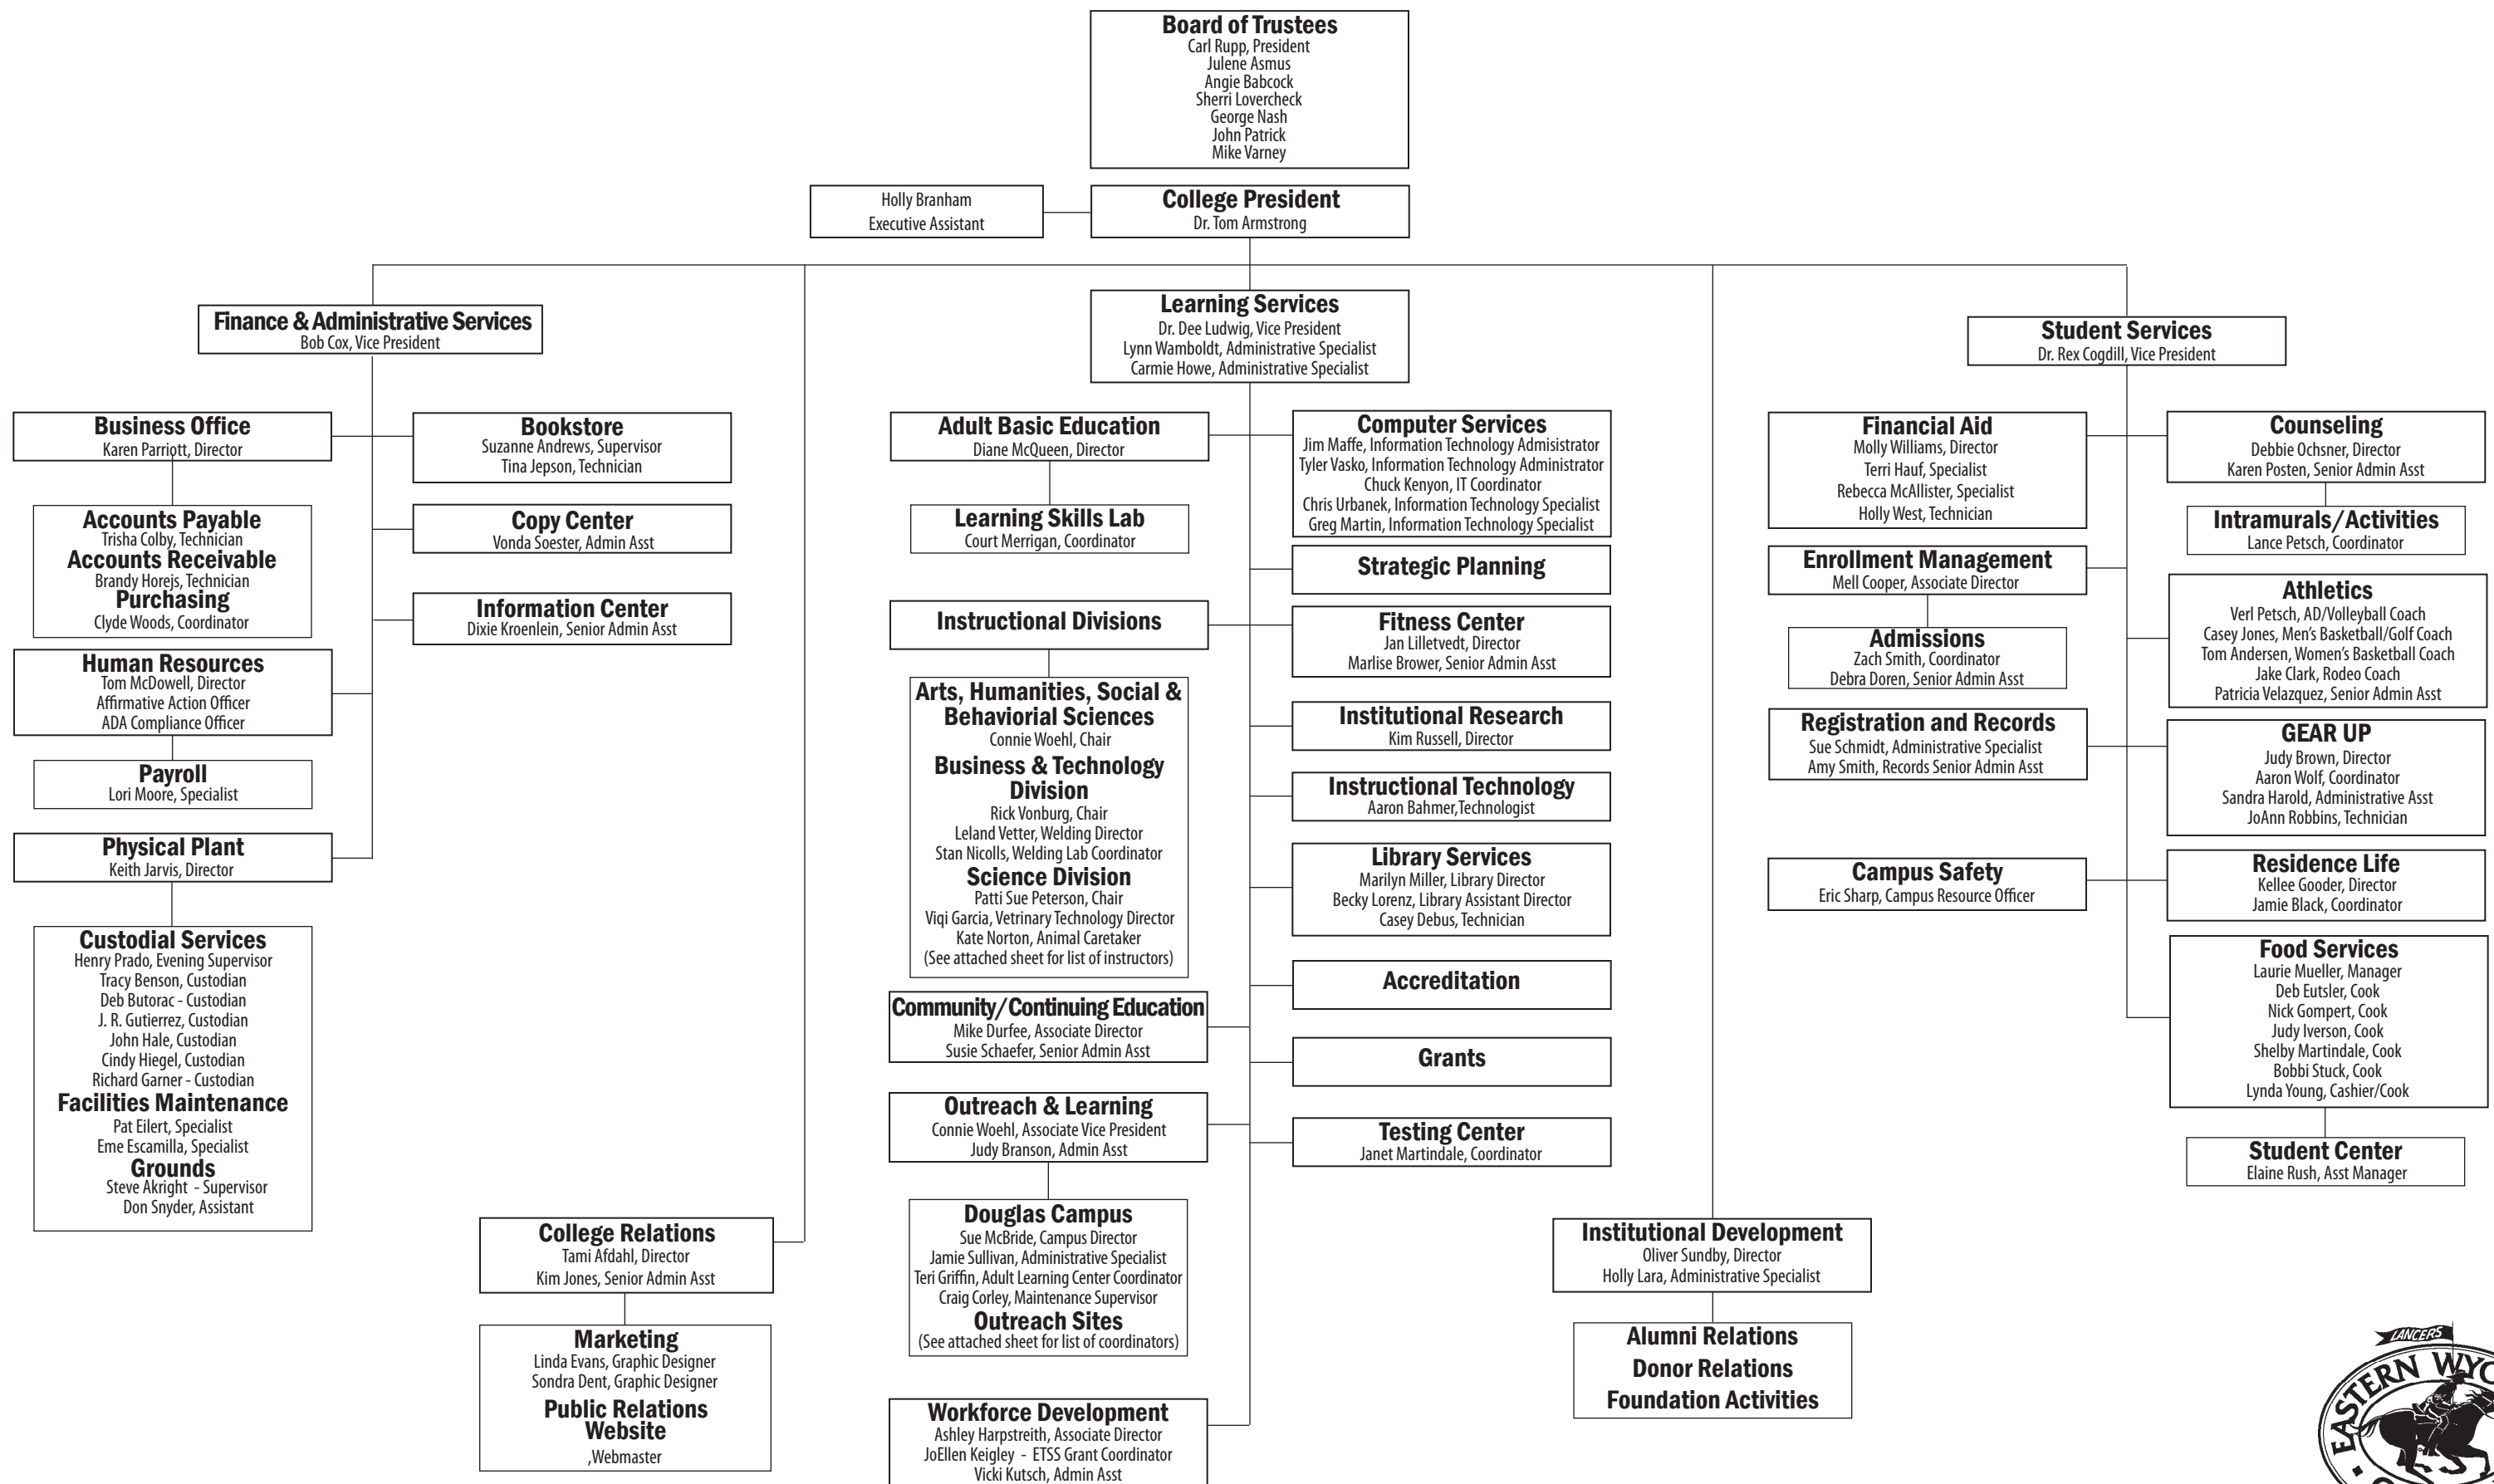 Board of Trustees
Carl Rupp, President
Julene Asmus
Angie Babcock
Sherri Lovercheck
George Nash
John Patrick
Mike Varney
Holly Branham
Executive Assistant
College President
Dr. Tom Armstrong
Finance & Administrative Services
Bob Cox, Vice President
Business Office
Karen Parriott, Director
Accounts Payable
Trisha Colby, Technician
Accounts Receivable
Brandy Horejs, Technician
Purchasing
Clyde Woods, Coordinator
Human Resources
Tom McDowell, Director
Affirmative Action Officer
ADA Compliance Officer
Payroll
Lori Moore, Specialist
Physical Plant
Keith Jarvis, Director
Custodial Services
Henry Prado, Evening Supervisor
Tracy Benson, Custodian
Deb Butorac - Custodian
J. R. Gutierrez, Custodian
John Hale, Custodian
Cindy Hiegel, Custodian
Richard Garner - Custodian
Facilities Maintenance
Pat Eilert, Specialist
Eme Escamilla, Specialist
Grounds
Steve Akright - Supervisor
Don Snyder, Assistant
Bookstore
Suzanne Andrews, Supervisor
Tina Jepson, Technician
Copy Center
Vonda Soester, Admin Asst
Information Center
Dixie Kroenlein, Senior Admin Asst
College Relations
Tami Afdahl, Director
Kim Jones, Senior Admin Asst
Marketing
Linda Evans, Graphic Designer
Sondra Dent, Graphic Designer
Public Relations
Website
,Webmaster
Learning Services
Dr. Dee Ludwig, Vice President
Lynn Wamboldt, Administrative Specialist
Carmie Howe, Administrative Specialist
Adult Basic Education
Diane McQueen, Director
Learning Skills Lab
Court Merrigan, Coordinator
Instructional Divisions
Arts, Humanities, Social &
Behaviorial Sciences
Connie Woehl, Chair
Business & Technology
Division
Rick Vonburg, Chair
Leland Vetter, Welding Director
Stan Nicolls, Welding Lab Coordinator
Science Division
Patti Sue Peterson, Chair
Viqi Garcia, Vetrinary Technology Director
Kate Norton, Animal Caretaker
(See attached sheet for list of instructors)
Community/Continuing Education
Mike Durfee, Associate Director
Susie Schaefer, Senior Admin Asst
Outreach & Learning
Connie Woehl, Associate Vice President
Judy Branson, Admin Asst
Douglas Campus
Sue McBride, Campus Director
Jamie Sullivan, Administrative Specialist
Teri Griffin, Adult Learning Center Coordinator
Craig Corley, Maintenance Supervisor
Outreach Sites
(See attached sheet for list of coordinators)
Workforce Development
Ashley Harpstreith, Associate Director
JoEllen Keigley - ETSS Grant Coordinator
Vicki Kutsch, Admin Asst
Computer Services
Jim Maffe, Information Technology Admisistrator
Tyler Vasko, Information Technology Administrator
Chuck Kenyon, IT Coordinator
Chris Urbanek, Information Technology Specialist
Greg Martin, Information Technology Specialist
Strategic Planning
Fitness Center
Jan Lilletvedt, Director
Marlise Brower, Senior Admin Asst
Institutional Research
Kim Russell, Director
Instructional Technology
Aaron Bahmer,Technologist
Library Services
Marilyn Miller, Library Director
Becky Lorenz, Library Assistant Director
Casey Debus, Technician
Accreditation
Grants
Testing Center
Janet Martindale, Coordinator
Institutional Development
Oliver Sundby, Director
Holly Lara, Administrative Specialist
Alumni Relations
Donor Relations
Foundation Activities
Student Services
Dr. Rex Cogdill, Vice President
Financial Aid
Molly Williams, Director
Terri Hauf, Specialist
Rebecca McAllister, Specialist
Holly West, Technician
Enrollment Management
Mell Cooper, Associate Director
Admissions
Zach Smith, Coordinator
Debra Doren, Senior Admin Asst
Registration and Records
Sue Schmidt, Administrative Specialist
Amy Smith, Records Senior Admin Asst
Campus Safety
Eric Sharp, Campus Resource Officer
Counseling
Debbie Ochsner, Director
Karen Posten, Senior Admin Asst
Intramurals/Activities
Lance Petsch, Coordinator
Athletics
Verl Petsch, AD/Volleyball Coach
Casey Jones, Men's Basketball/Golf Coach
Tom Andersen, Women's Basketball Coach
Jake Clark, Rodeo Coach
Patricia Velazquez, Senior Admin Asst
GEAR UP
Judy Brown, Director
Aaron Wolf, Coordinator
Sandra Harold, Administrative Asst
JoAnn Robbins, Technician
Residence Life
Kellee Gooder, Director
Jamie Black, Coordinator
Food Services
Laurie Mueller, Manager
Deb Eutsler, Cook
Nick Gompert, Cook
Judy Iverson, Cook
Shelby Martindale, Cook
Bobbi Stuck, Cook
Lynda Young, Cashier/Cook
Student Center
Elaine Rush, Asst Manager
LANCERS
EASTERN WYO